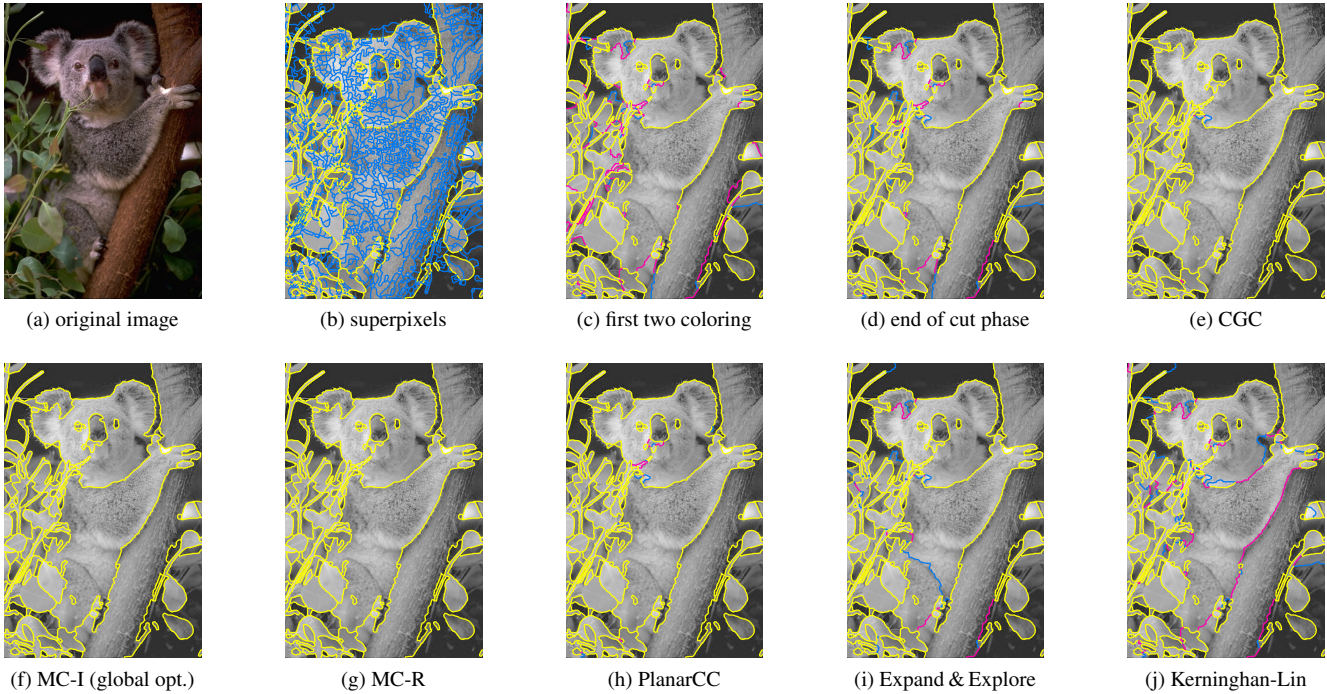 (a) original image
(b) superpixels
(c) first two coloring
(d) end of cut phase
(e) CGC
(f) MC-I (global opt.)
(g) MC-R
(h) PlanarCC
(i) Expand & Explore
(j) Kerninghan-Lin